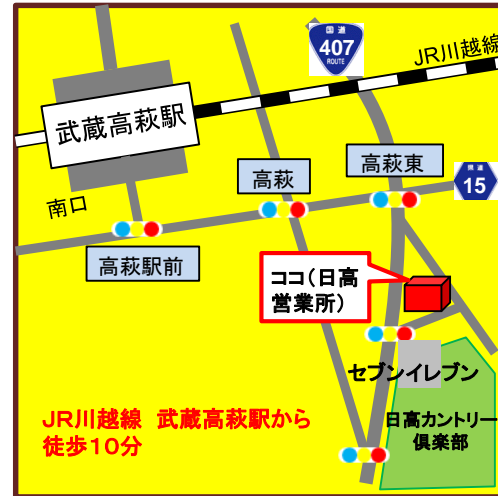 国道
407
ROUTE
JR川越線
武蔵高萩駅
高萩東
高萩
県道
15
南口
高萩駅前
ココ（日高
営業所）
セブンイレブン
日高カントリー
倶楽部
JR川越線　武蔵高萩駅から
徒歩１０分